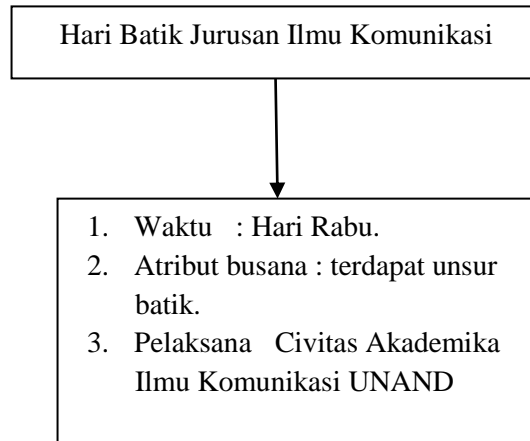 Hari Batik Jurusan Ilmu Komunikasi
1. Waktu : Hari Rabu.
2. Atribut busana : terdapat unsur
batik.
3. Pelaksana Civitas Akademika
Ilmu Komunikasi UNAND